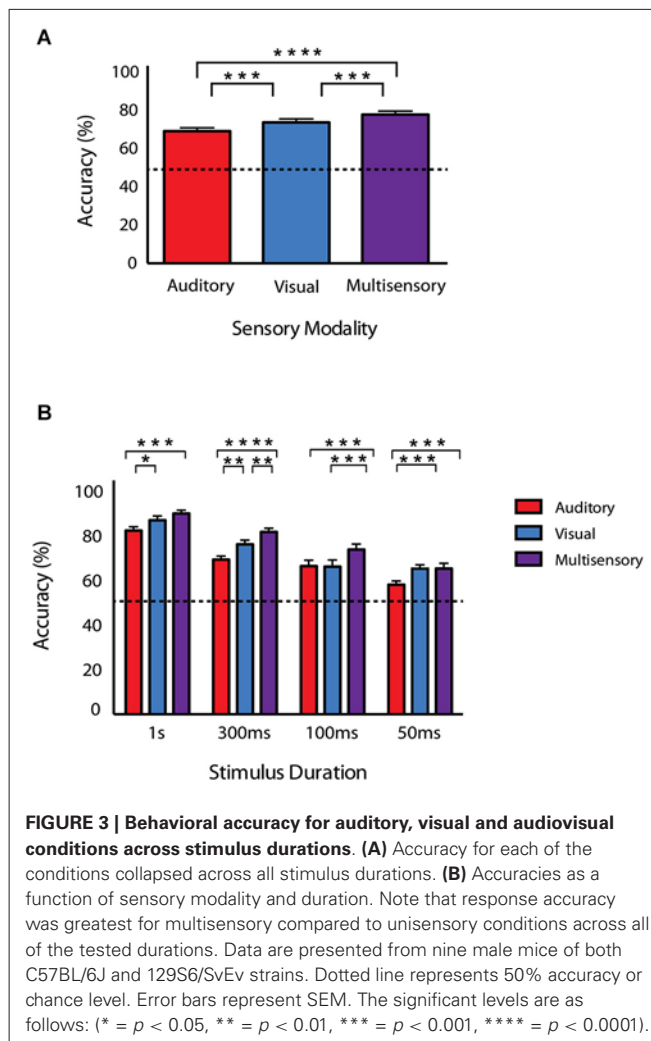 A
* * * *
* * *
* * *
100
80
60
40
20
0
Accuracy (%)
Auditory
Visual
Multisensory
Sensory Modality
B
* * *
*
* * * *
* *
* *
* * *
* * *
* * *
* * *
100
80
60
40
20
0
Accuracy (%)
1s
300ms
100ms
50ms
Stimulus Duration
Auditory
Visual
Multisensory
FIGURE 3 | Behavioral accuracy for auditory, visual and audiovisual
conditions across stimulus durations. (A) Accuracy for each of the
conditions collapsed across all stimulus durations. (B) Accuracies as a
function of sensory modality and duration. Note that response accuracy
was greatest for multisensory compared to unisensory conditions across all
of the tested durations. Data are presented from nine male mice of both
C57BL/6J and 129S6/SvEv strains. Dotted line represents 50% accuracy or
chance level. Error bars represent SEM. The significant levels are as
follows: (* = p < 0.05, ** = p < 0.01, *** = p < 0.001, **** = p < 0.0001).